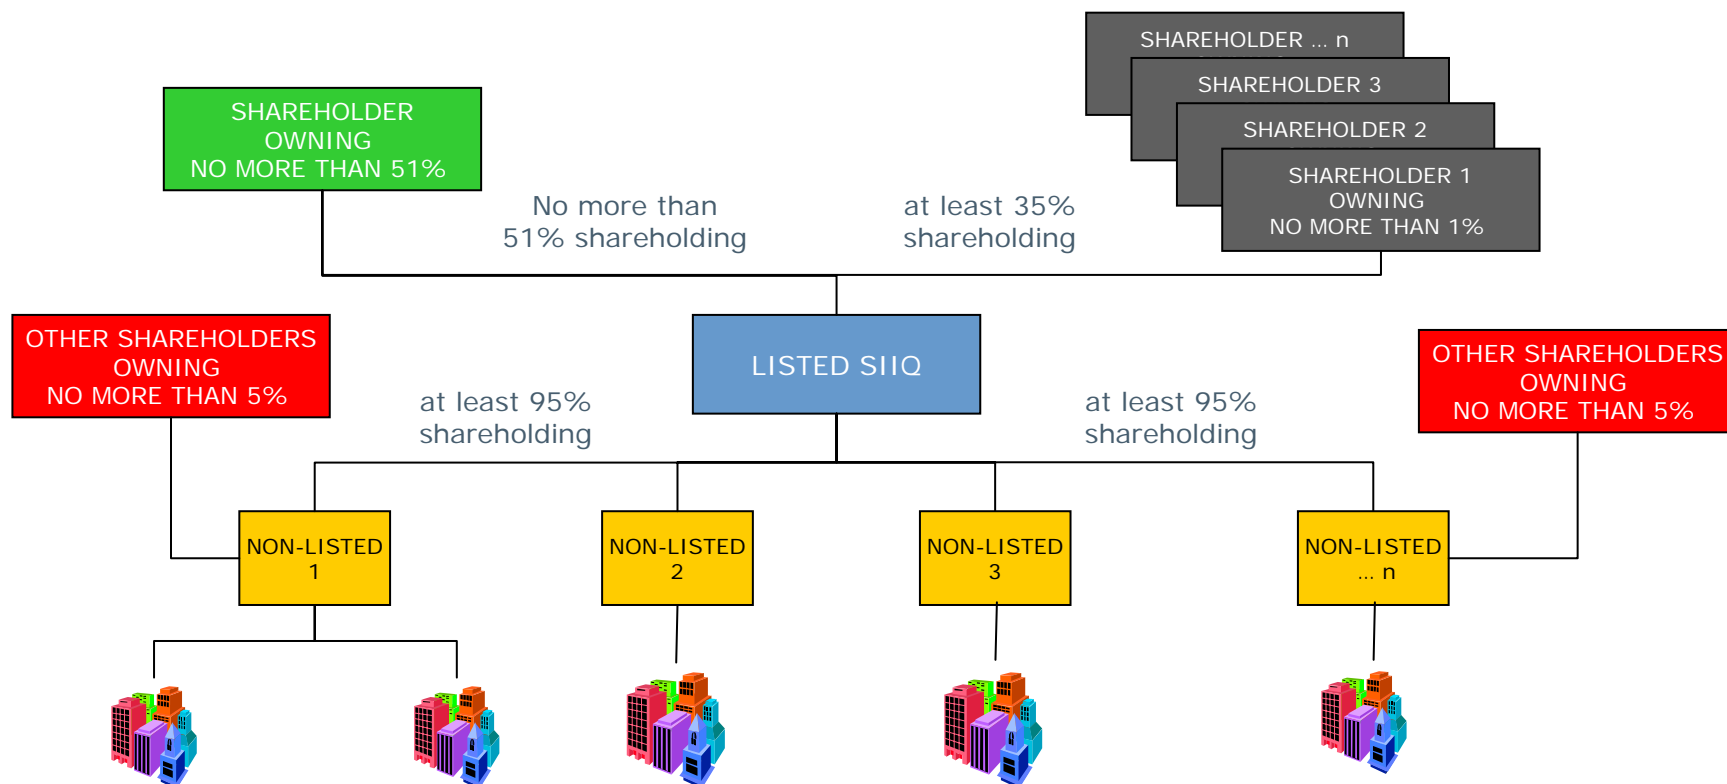 SHAREHOLDER ... n
SHAREHOLDER 3
SHAREHOLDER 2
SHAREHOLDER 1
OWNING
NO MORE THAN 1%
SHAREHOLDER
OWNING
NO MORE THAN 51%
No more than
51% shareholding
at least 35%
shareholding
OTHER SHAREHOLDERS
OWNING
NO MORE THAN 5%
LISTED SIIQ
OTHER SHAREHOLDERS
OWNING
NO MORE THAN 5%
at least 95%
shareholding
at least 95%
shareholding
NON-LISTED
1
NON-LISTED
2
NON-LISTED
3
NON-LISTED
... n